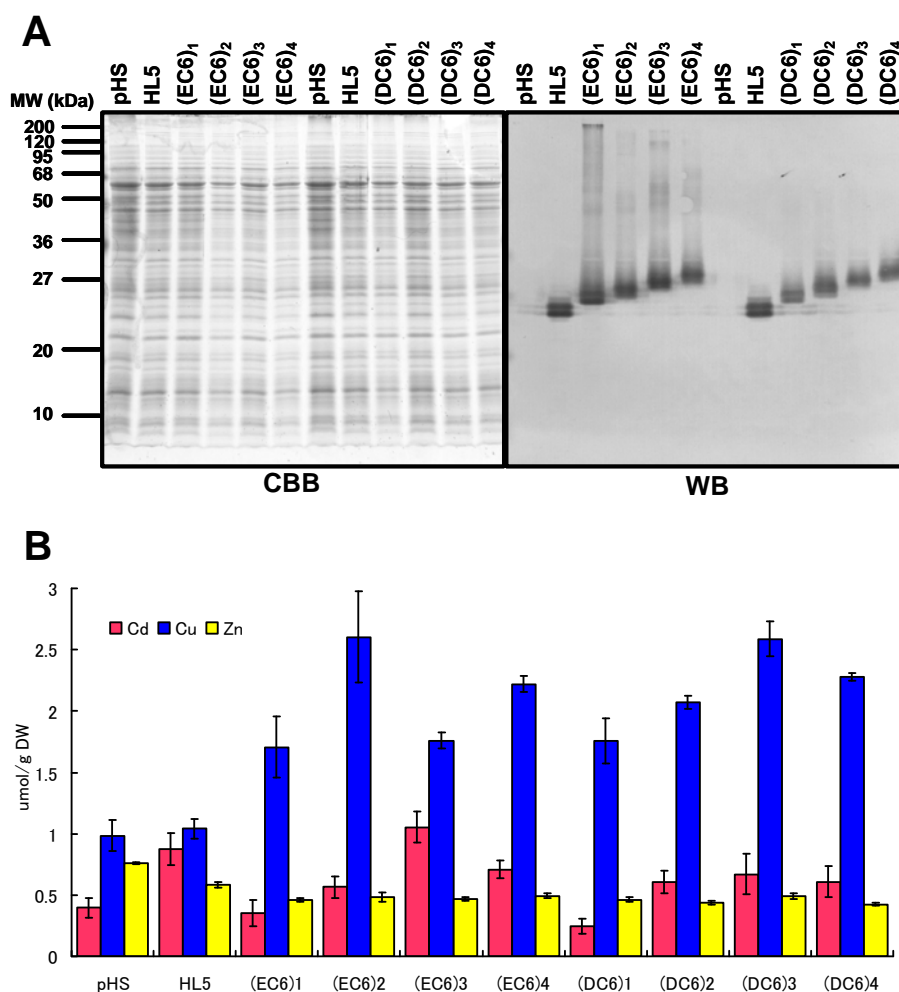 A
pHS HL5 (EC6)1 (EC6)2 (EC6)3 (EC6)4 pHS HL5 (DC6)1 (DC6)2 (DC6)3 (DC6)4 pHS HL5 (EC6)1 (EC6)2 (EC6)3 (EC6)4 pHS HL5 (DC6)1 (DC6)2 (DC6)3 (DC6)4
MW (kDa)
200
120
95
68
50
36
27
20
10
CBB WB
B
3
2.5
2
1.5
1
0.5
0
umol/g DW
Cd Cu Zn
pHS HL5 (EC6)1 (EC6)2 (EC6)3 (EC6)4 (DC6)1 (DC6)2 (DC6)3 (DC6)4